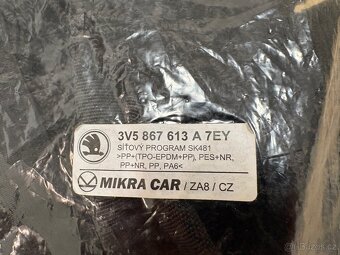 3V5 867 613 A 7EY
SÍŤOVÝ PROGRAM SK481
>PP+(TPO-EPDM+PP), PES+NR,
PP+NR, PP, PA6<
MIKRA CAR / ZA8 / CZ